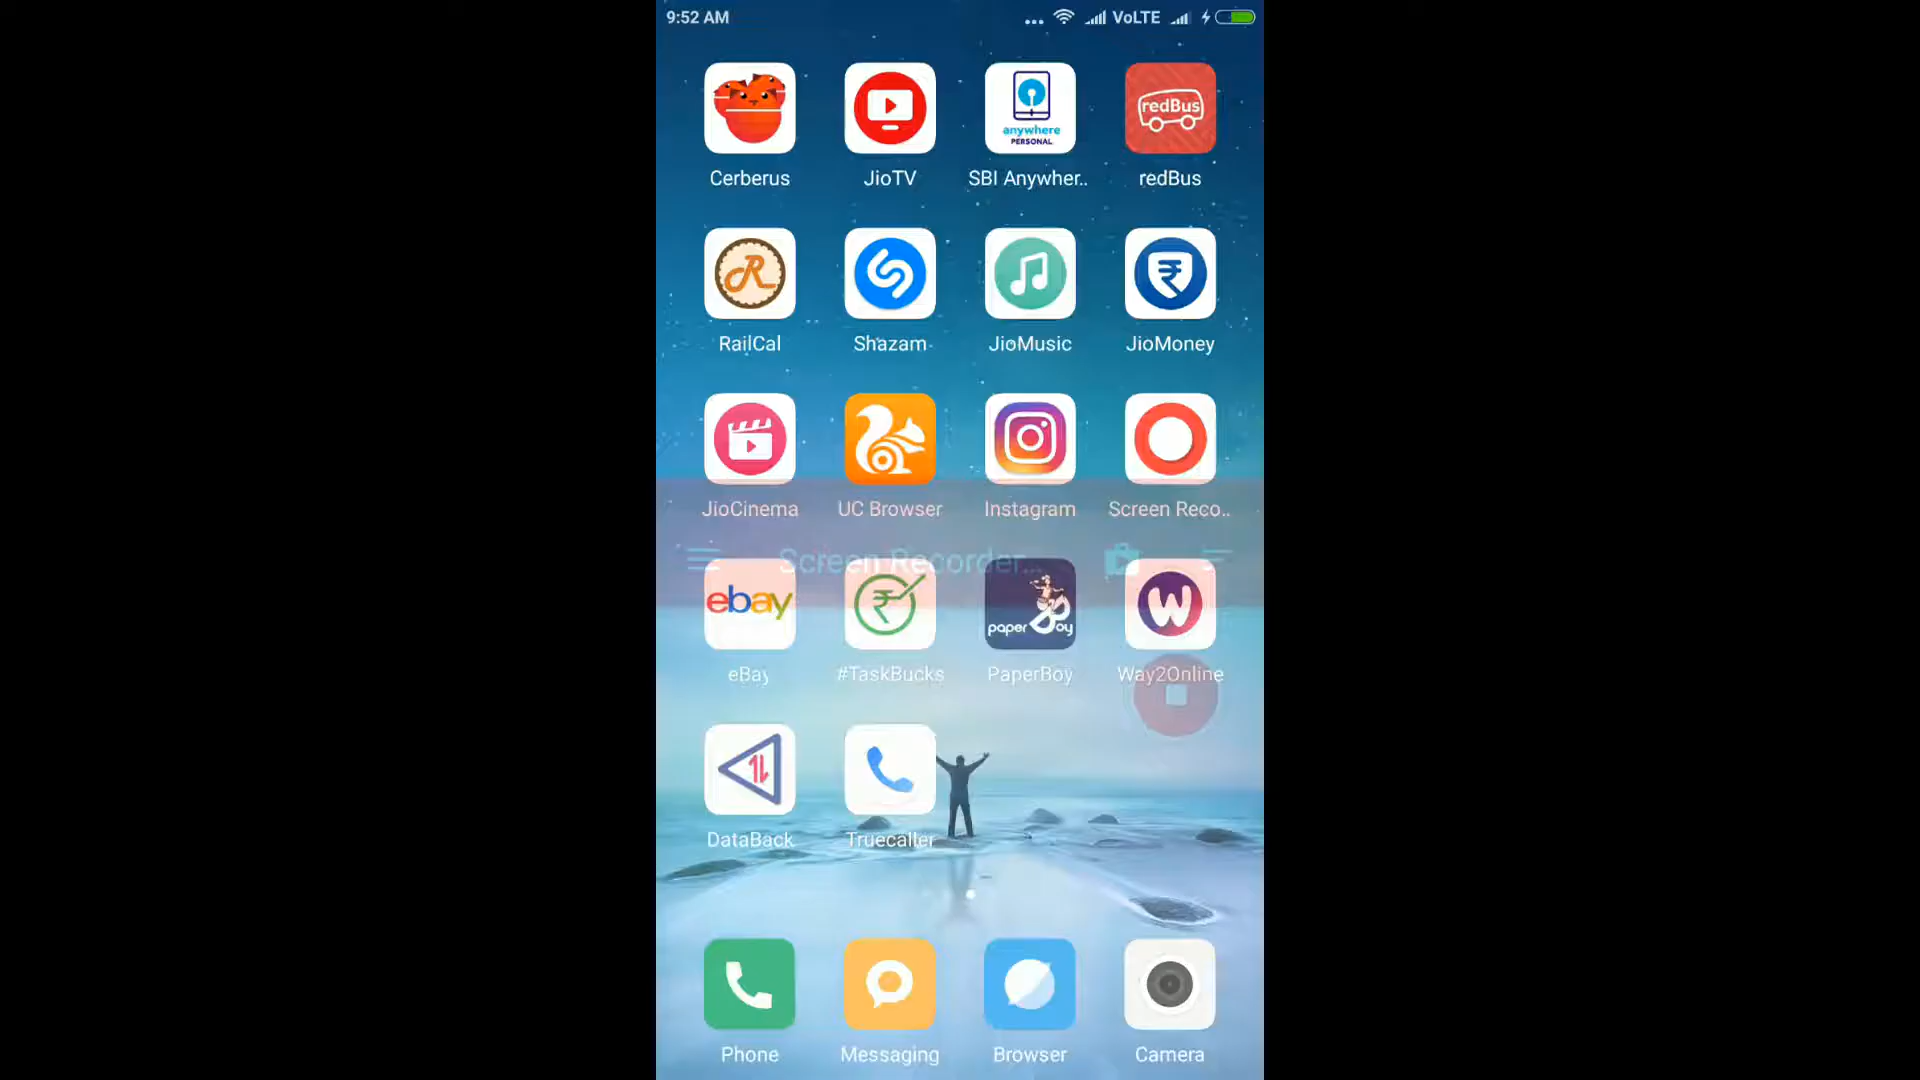 9:52 AM
... VoLTE
anywhere
PERSONAL
redBus
Cerberus
JioTV
SBI Anywher..
redBus
R
₹
RailCal
Shazam
JioMusic
JioMoney
JioCinema
UC Browser
Instagram
Screen Reco..
Screen Recorder...
ebay
₹
paper Boy
W
eBay
#TaskBucks
PaperBoy
Way2Online
DataBack
Truecaller
Phone
Messaging
Browser
Camera